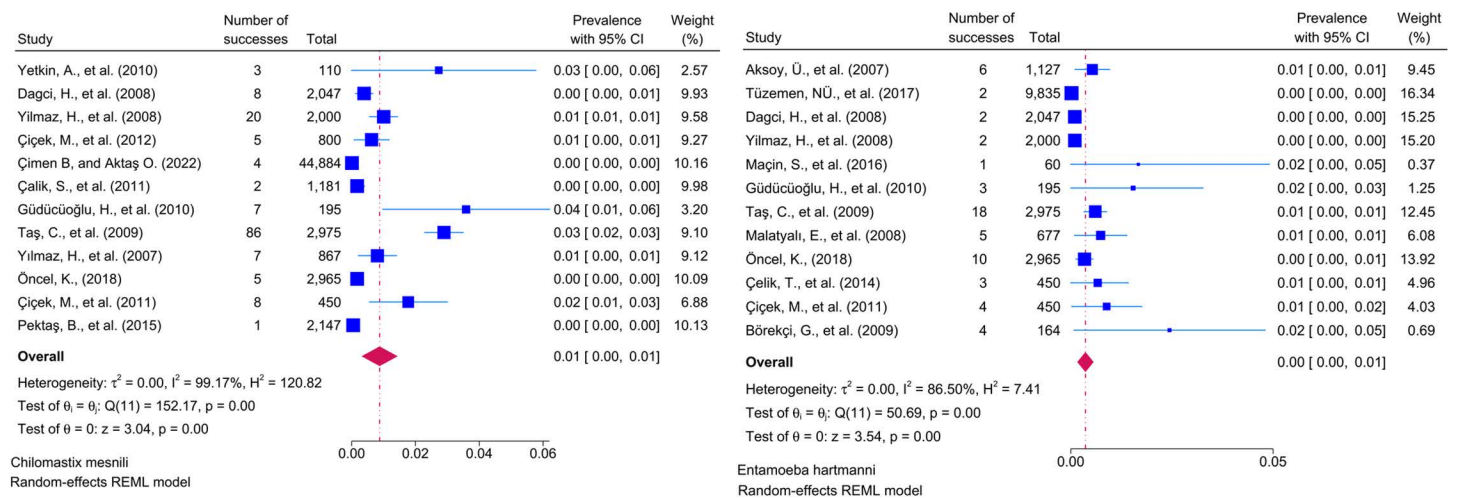 Number of Prevalence Weight
Study successes Total with 95% CI (%)
Yetkin, A., et al. (2010) 3 110 0.03 [ 0.00, 0.06] 2.57
Dagci, H., et al. (2008) 8 2,047 0.00 [ 0.00, 0.01] 9.93
Yilmaz, H., et al. (2008) 20 2,000 0.01 [ 0.01, 0.01] 9.58
Çiçek, M., et al. (2012) 5 800 0.01 [ 0.00, 0.01] 9.27
Çimen B, and Aktaş O. (2022) 4 44,884 0.00 [ 0.00, 0.00] 10.16
Çalik, S., et al. (2011) 2 1,181 0.00 [ 0.00, 0.00] 9.98
Güdücüoğlu, H., et al. (2010) 7 195 0.04 [ 0.01, 0.06] 3.20
Taş, C., et al. (2009) 86 2,975 0.03 [ 0.02, 0.03] 9.10
Yılmaz, H., et al. (2007) 7 867 0.01 [ 0.00, 0.01] 9.12
Öncel, K., (2018) 5 2,965 0.00 [ 0.00, 0.00] 10.09
Çiçek, M., et al. (2011) 8 450 0.02 [ 0.01, 0.03] 6.88
Pektaş, B., et al. (2015) 1 2,147 0.00 [ 0.00, 0.00] 10.13
Overall 0.01 [ 0.00, 0.01]
Heterogeneity: τ² = 0.00, I² = 99.17%, H² = 120.82
Test of θᵢ = θⱼ: Q(11) = 152.17, p = 0.00
Test of θ = 0: z = 3.04, p = 0.00
0.00 0.02 0.04 0.06
Chilomastix mesnili
Random-effects REML model
Number of Prevalence Weight
Study successes Total with 95% CI (%)
Aksoy, Ü., et al. (2007) 6 1,127 0.01 [ 0.00, 0.01] 9.45
Tüzemen, NÜ., et al. (2017) 2 9,835 0.00 [ 0.00, 0.00] 16.34
Dagci, H., et al. (2008) 2 2,047 0.00 [ 0.00, 0.00] 15.25
Yilmaz, H., et al. (2008) 2 2,000 0.00 [ 0.00, 0.00] 15.20
Maçin, S., et al. (2016) 1 60 0.02 [ 0.00, 0.05] 0.37
Güdücüoğlu, H., et al. (2010) 3 195 0.02 [ 0.00, 0.03] 1.25
Taş, C., et al. (2009) 18 2,975 0.01 [ 0.00, 0.01] 12.45
Malatyalı, E., et al. (2008) 5 677 0.01 [ 0.00, 0.01] 6.08
Öncel, K., (2018) 10 2,965 0.00 [ 0.00, 0.01] 13.92
Çelik, T., et al. (2014) 3 450 0.01 [ 0.00, 0.01] 4.96
Çiçek, M., et al. (2011) 4 450 0.01 [ 0.00, 0.02] 4.03
Börekçi, G., et al. (2009) 4 164 0.02 [ 0.00, 0.05] 0.69
Overall 0.00 [ 0.00, 0.01]
Heterogeneity: τ² = 0.00, I² = 86.50%, H² = 7.41
Test of θᵢ = θⱼ: Q(11) = 50.69, p = 0.00
Test of θ = 0: z = 3.54, p = 0.00
0.00 0.05
Entamoeba hartmanni
Random-effects REML model